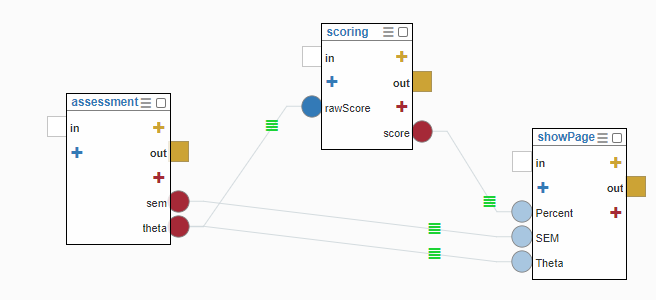 scoring
in
out
rawScore
score
assessment
in
out
sem
theta
showPage
in
out
Percent
SEM
Theta